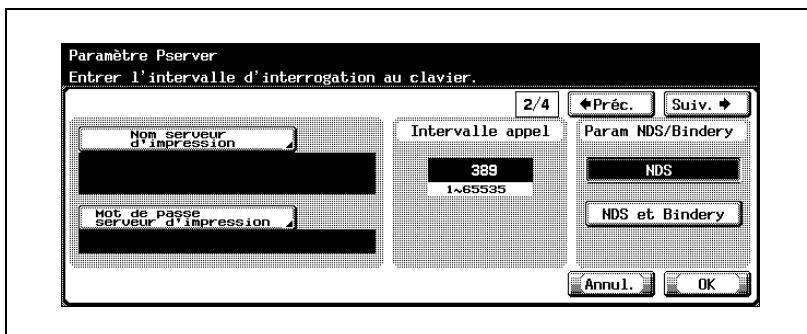 Paramètre Pserver
Entrer l'intervalle d'interrogation au clavier.
2/4
←Préc.
Suiv.→
Nom serveur
d'impression
Mot de passe
serveur d'impression
Intervalle appel
389
1~65535
Param NDS/Bindery
NDS
NDS et Bindery
Annul.
OK